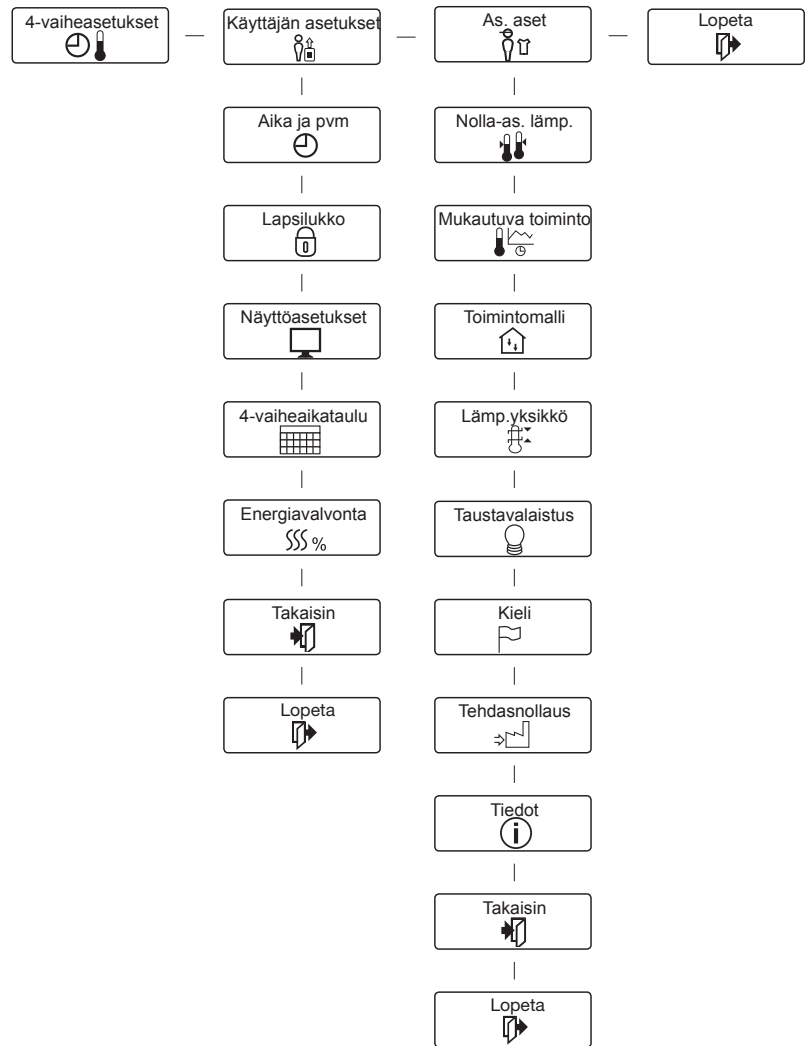 4-vaiheasetukset
Käyttäjän asetukset
As. aset
Lopeta
Aika ja pvm
Lapsilukko
Näyttöasetukset
4-vaiheaikataulu
Energiavalvonta
%
Takaisin
Lopeta
Nolla-as. lämp.
Mukautuva toiminto
Toimintomalli
Lämp.yksikkö
Taustavalaistus
Kieli
Tehdasnollaus
Tiedot
i
Takaisin
Lopeta